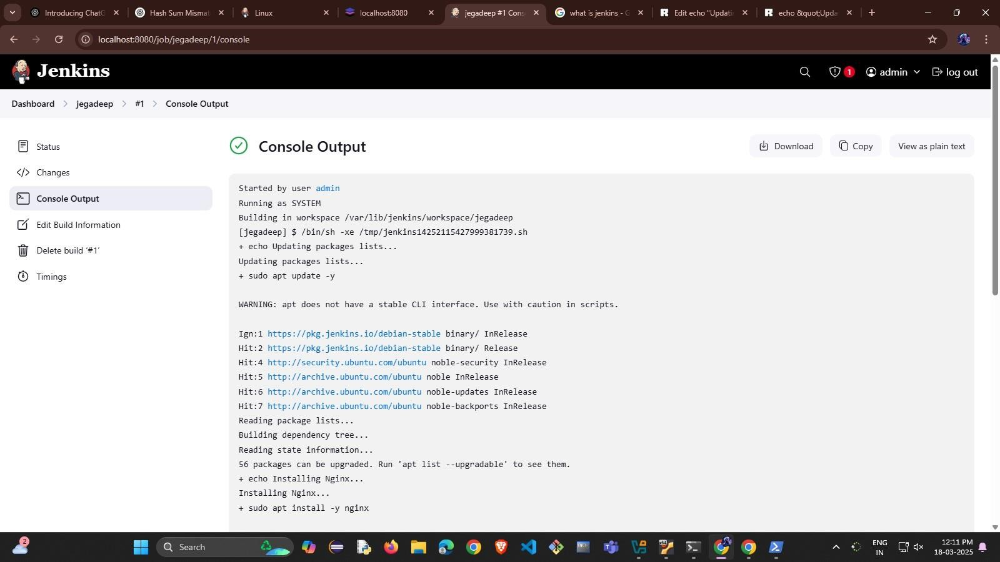 Introducing ChatG
Hash Sum Mismat
Linux
localhost:8080
jegadeep #1 Cons
what is jenkins - G
Edit echo "Updatin
echo &quot;Upda
localhost:8080/job/jegadeep/1/console
Jenkins
1
admin
log out
Dashboard
jegadeep
#1
Console Output
Status
Changes
Console Output
Edit Build Information
Delete build ‘#1’
Timings
Console Output
Download
Copy
View as plain text
Started by user admin
Running as SYSTEM
Building in workspace /var/lib/jenkins/workspace/jegadeep
[jegadeep] $ /bin/sh -xe /tmp/jenkins14252115427999381739.sh
+ echo Updating packages lists...
Updating packages lists...
+ sudo apt update -y
WARNING: apt does not have a stable CLI interface. Use with caution in scripts.
Ign:1 https://pkg.jenkins.io/debian-stable binary/ InRelease
Hit:2 https://pkg.jenkins.io/debian-stable binary/ Release
Hit:4 http://security.ubuntu.com/ubuntu noble-security InRelease
Hit:5 http://archive.ubuntu.com/ubuntu noble InRelease
Hit:6 http://archive.ubuntu.com/ubuntu noble-updates InRelease
Hit:7 http://archive.ubuntu.com/ubuntu noble-backports InRelease
Reading package lists...
Building dependency tree...
Reading state information...
56 packages can be upgraded. Run 'apt list --upgradable' to see them.
+ echo Installing Nginx...
Installing Nginx...
+ sudo apt install -y nginx
2
Search
ENG
IN
12:11 PM
18-03-2025